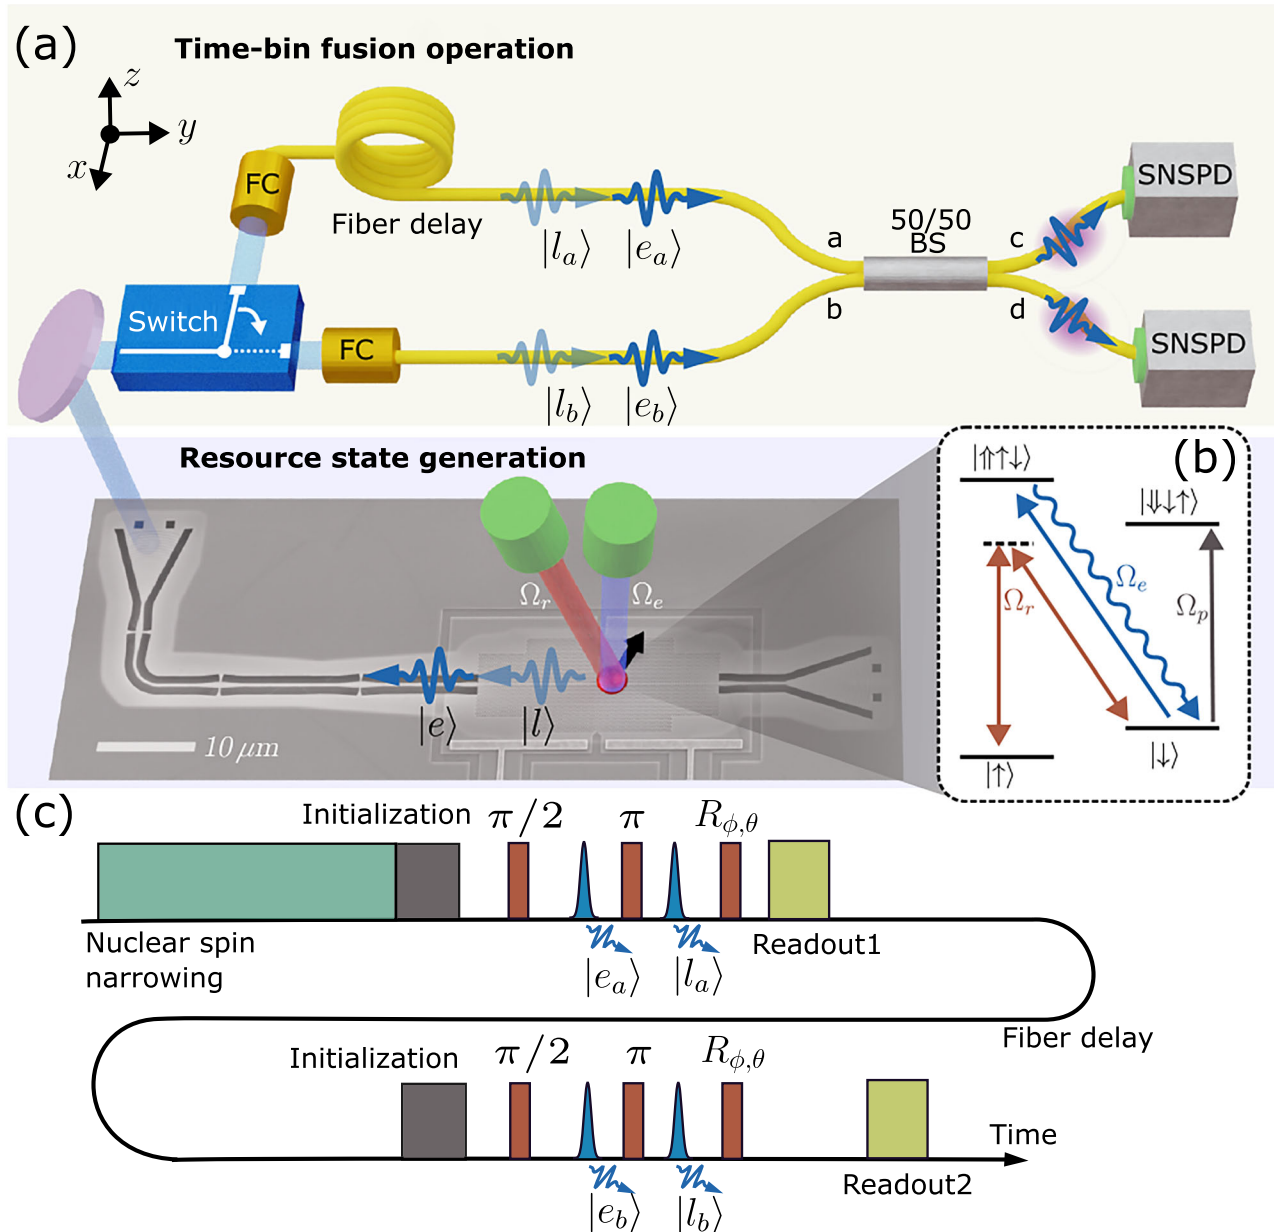 (a)
Time-bin fusion operation
z
y
x
FC
Fiber delay
|l_a⟩
|e_a⟩
a
b
50/50
BS
c
d
SNSPD
SNSPD
Switch
FC
|l_b⟩
|e_b⟩
Resource state generation
Ω_r
Ω_e
|e⟩
|l⟩
10 μm
(b)
|⇑↑↓⟩
|⇓↓↑⟩
Ω_r
Ω_e
Ω_p
|↑⟩
|↓⟩
(c)
Initialization
π/2
π
R_{ϕ,θ}
Nuclear spin
narrowing
|e_a⟩
|l_a⟩
Readout1
Fiber delay
Initialization
π/2
π
R_{ϕ,θ}
Time
|e_b⟩
|l_b⟩
Readout2